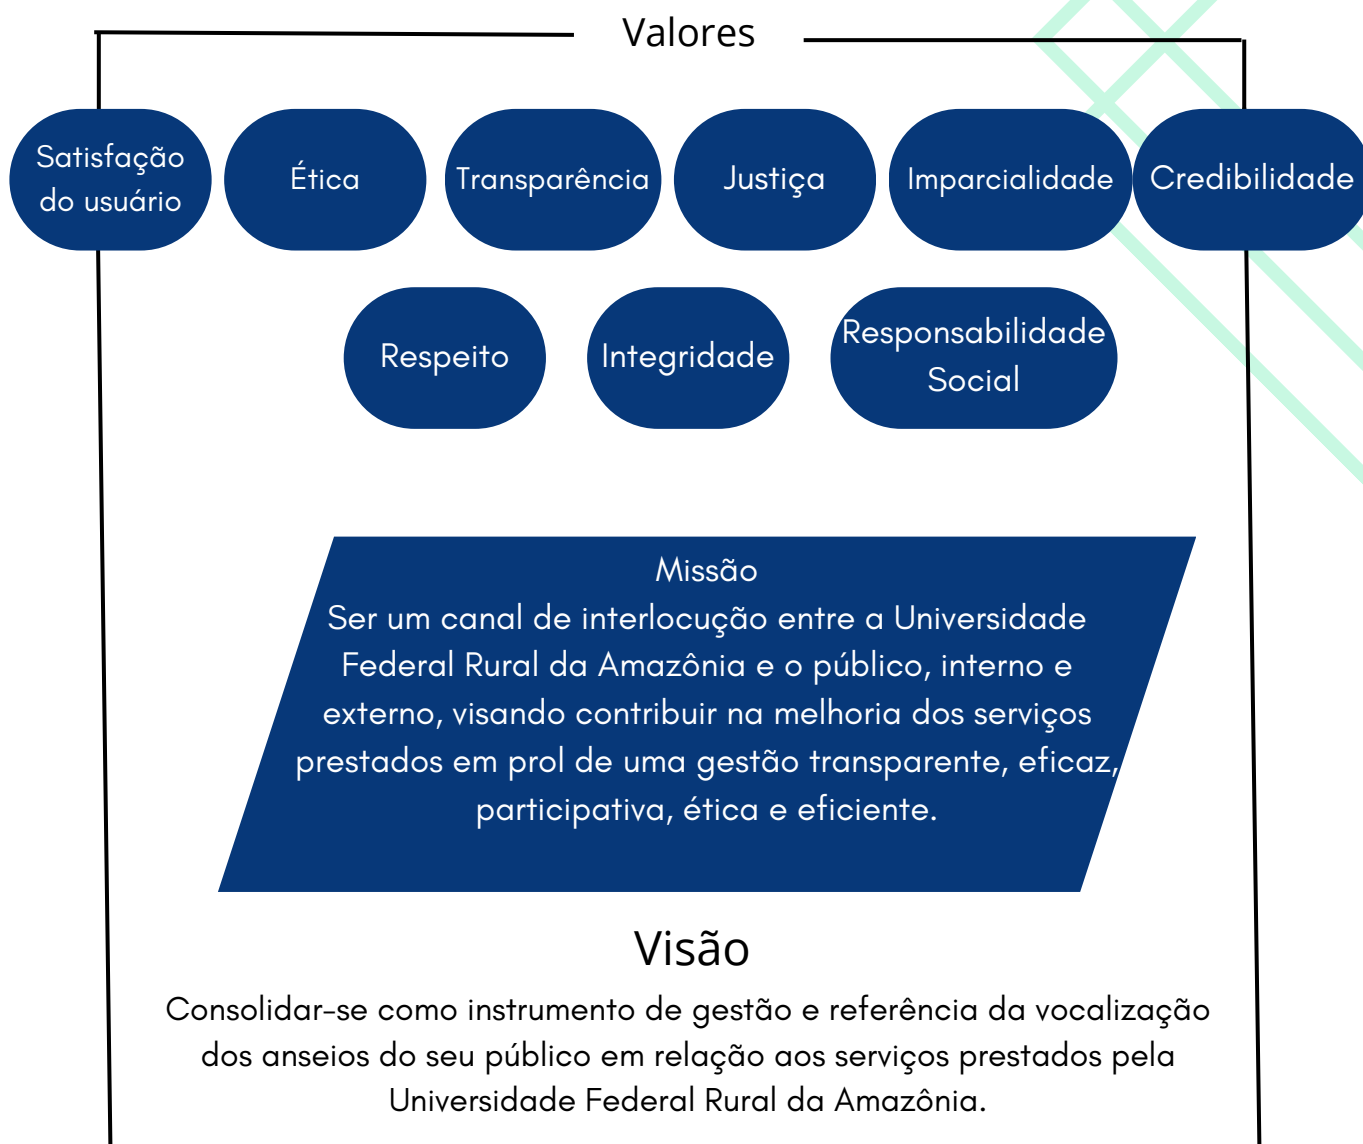 Valores
Satisfação
do usuário
Ética
Transparência
Justiça
Imparcialidade
Credibilidade
Respeito
Integridade
Responsabilidade
Social
Missão
Ser um canal de interlocução entre a Universidade
Federal Rural da Amazônia e o público, interno e
externo, visando contribuir na melhoria dos serviços
prestados em prol de uma gestão transparente, eficaz,
participativa, ética e eficiente.
Visão
Consolidar-se como instrumento de gestão e referência da vocalização
dos anseios do seu público em relação aos serviços prestados pela
Universidade Federal Rural da Amazônia.